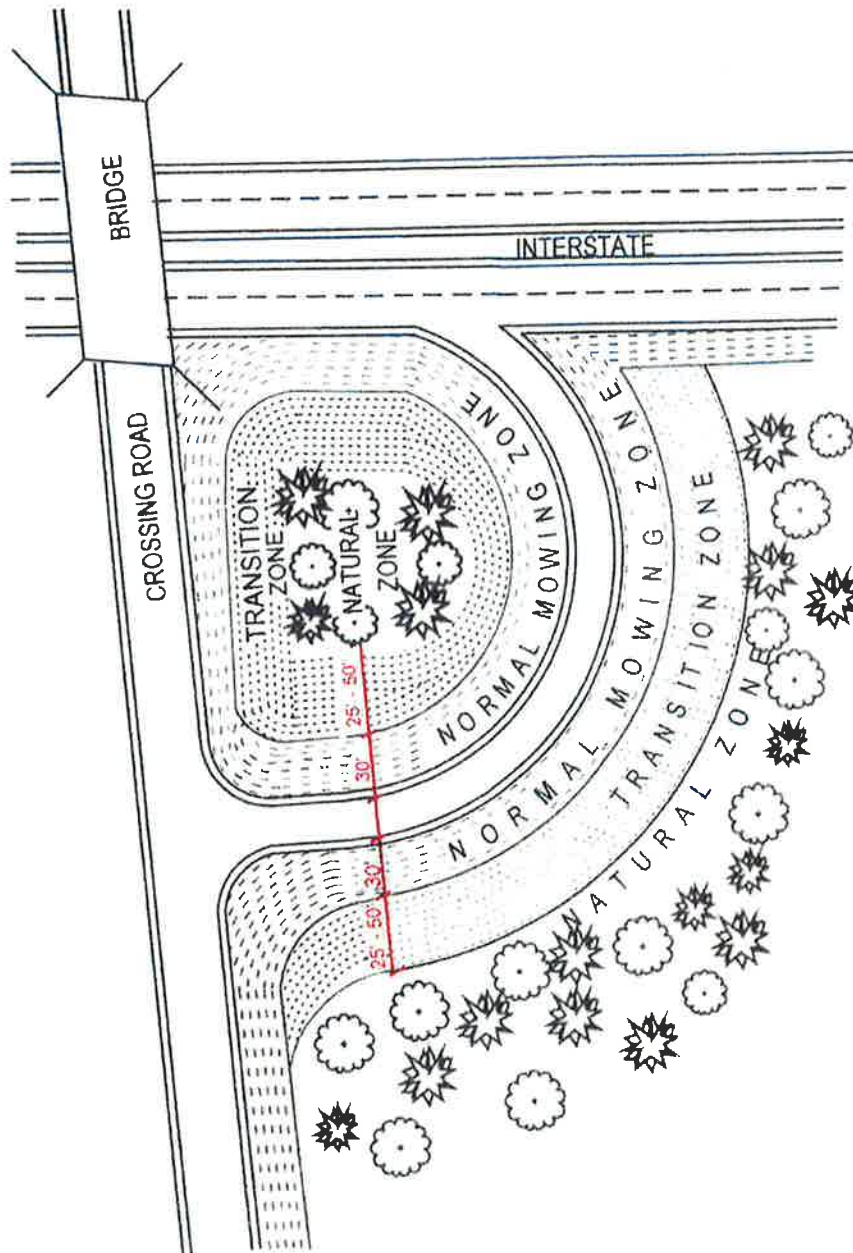 BRIDGE
INTERSTATE
CROSSING ROAD
TRANSITION
ZONE
NATURAL
ZONE
NORMAL MOWING ZONE
25' - 50'
30'
NORMAL MOWING ZONE
TRANSITION ZONE
NATURAL ZONE
30'
25' - 50'